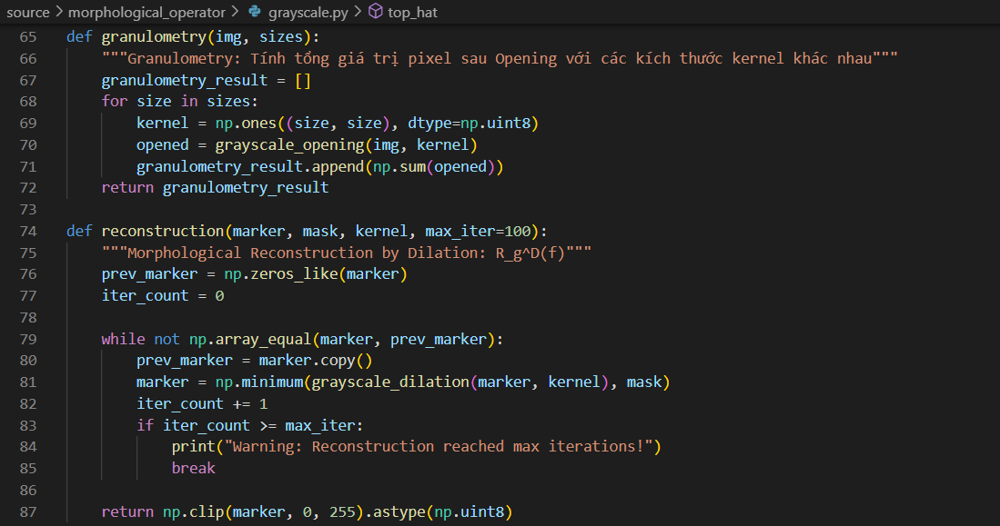 source > morphological_operator > grayscale.py > top_hat
65 def granulometry(img, sizes):
66     """Granulometry: Tính tổng giá trị pixel sau Opening với các kích thước kernel khác nhau"""
67     granulometry_result = []
68     for size in sizes:
69         kernel = np.ones((size, size), dtype=np.uint8)
70         opened = grayscale_opening(img, kernel)
71         granulometry_result.append(np.sum(opened))
72     return granulometry_result
73
74 def reconstruction(marker, mask, kernel, max_iter=100):
75     """Morphological Reconstruction by Dilation: R_g^D(f)"""
76     prev_marker = np.zeros_like(marker)
77     iter_count = 0
78
79     while not np.array_equal(marker, prev_marker):
80         prev_marker = marker.copy()
81         marker = np.minimum(grayscale_dilation(marker, kernel), mask)
82         iter_count += 1
83         if iter_count >= max_iter:
84             print("Warning: Reconstruction reached max iterations!")
85             break
86
87     return np.clip(marker, 0, 255).astype(np.uint8)